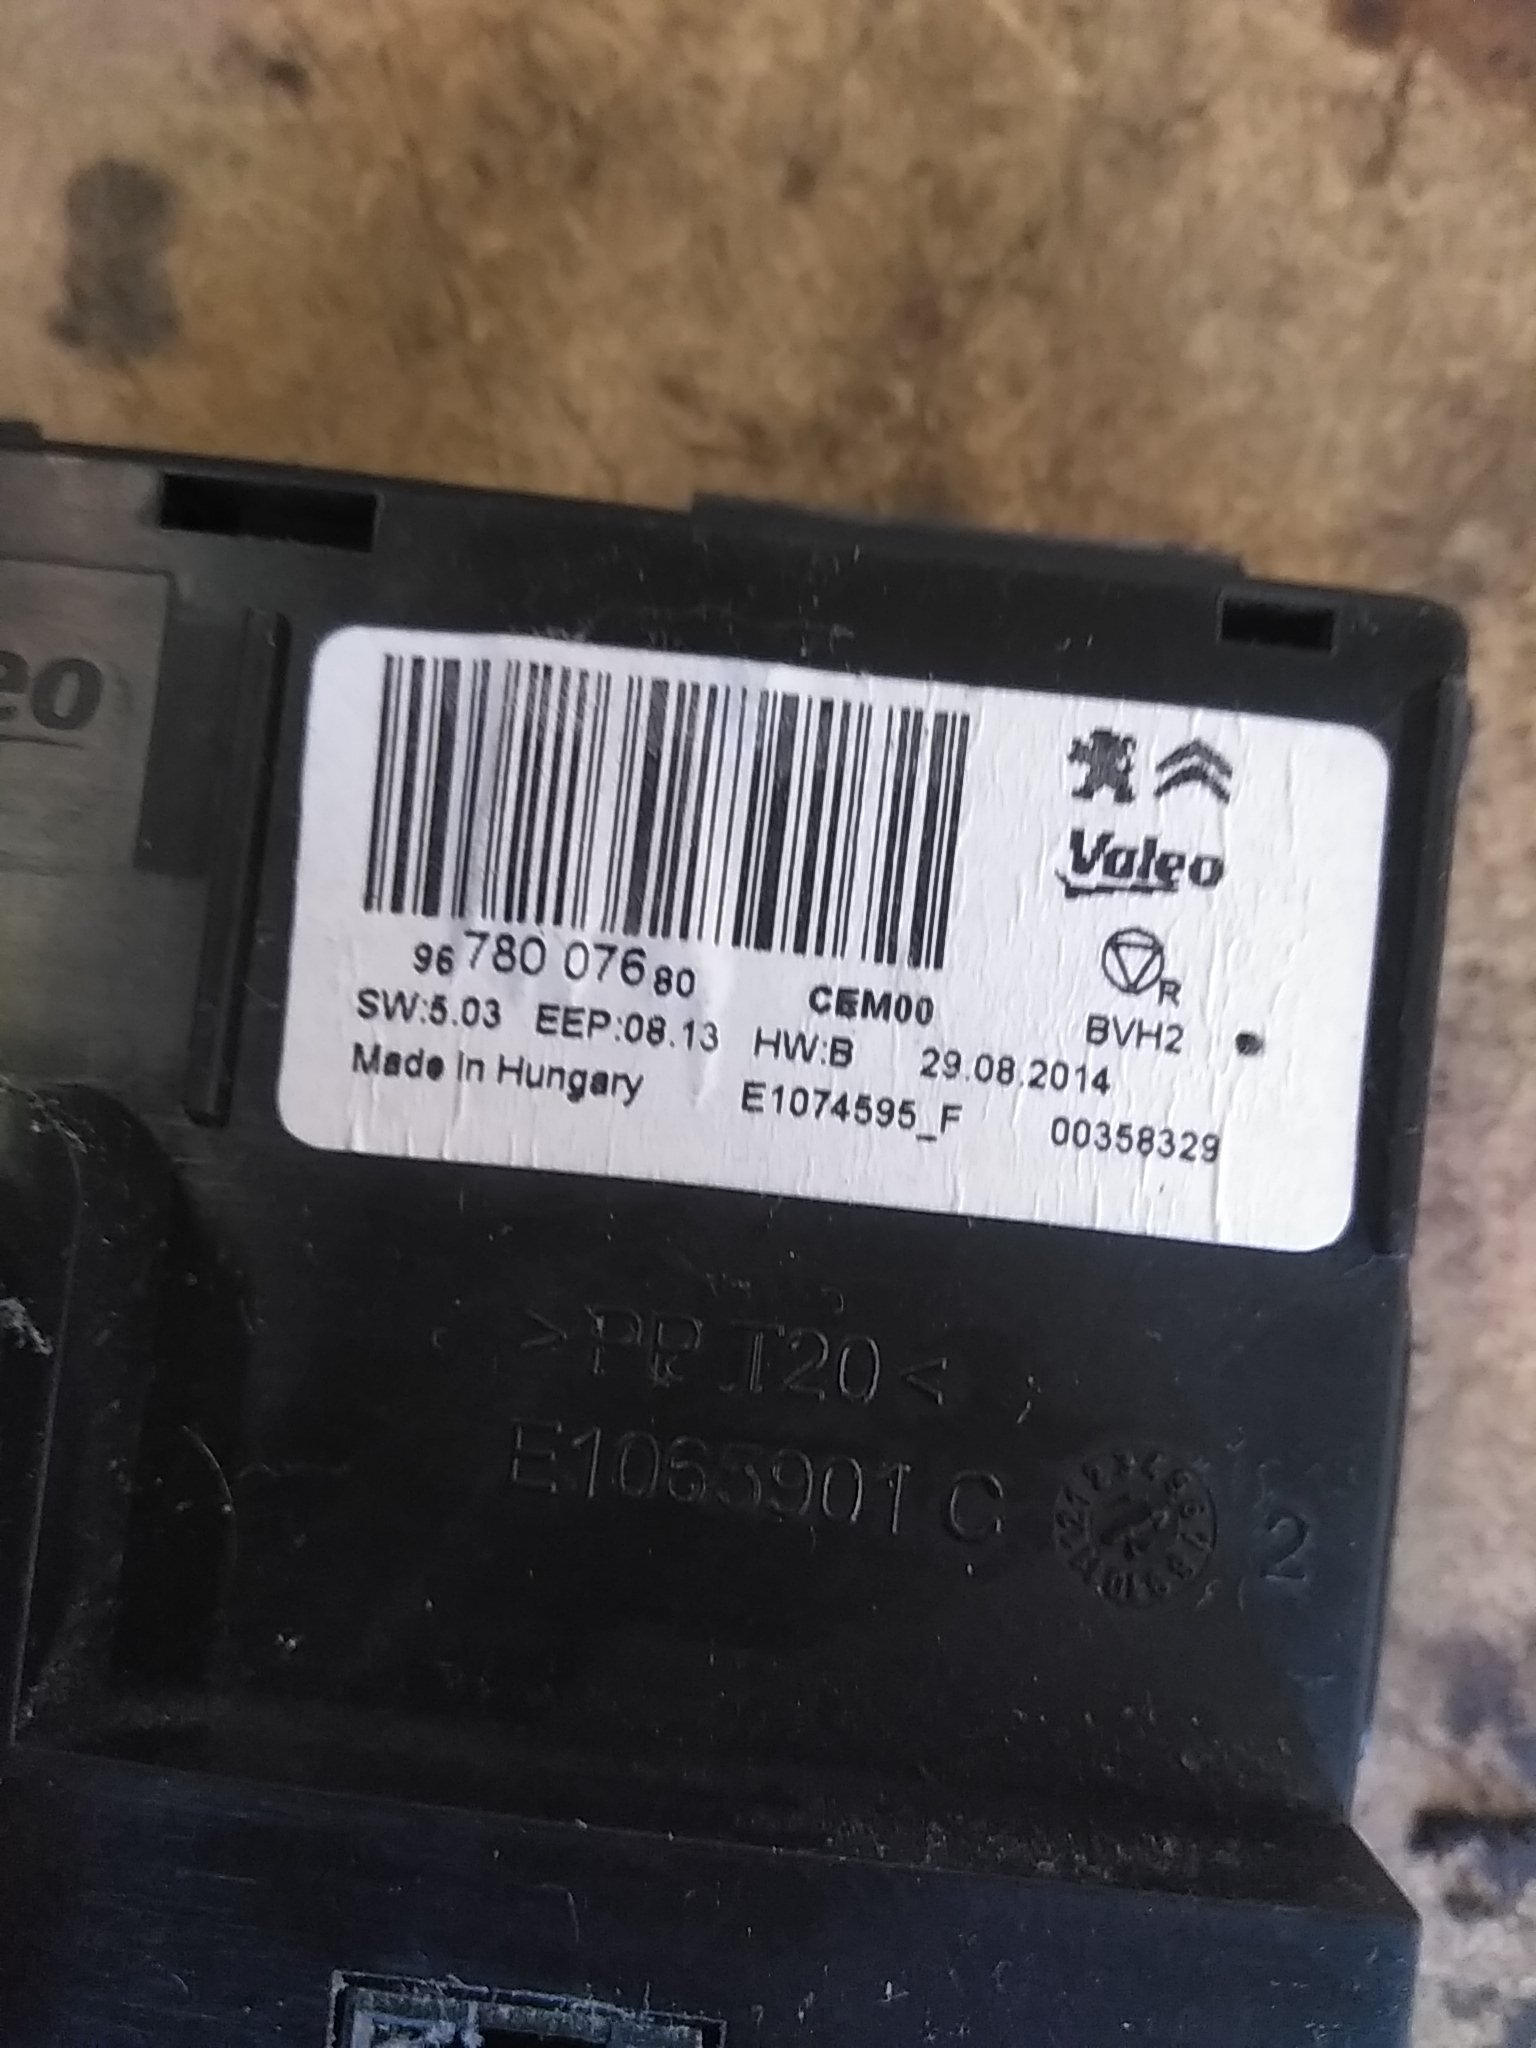 eo
Valeo
R
96 780 076 80
CEM00
BVH2
SW:5.03 EEP:08.13 HW:B 29.08.2014
Made in Hungary E1074595_F 00358329
>PP T20<
E1065901 C
2